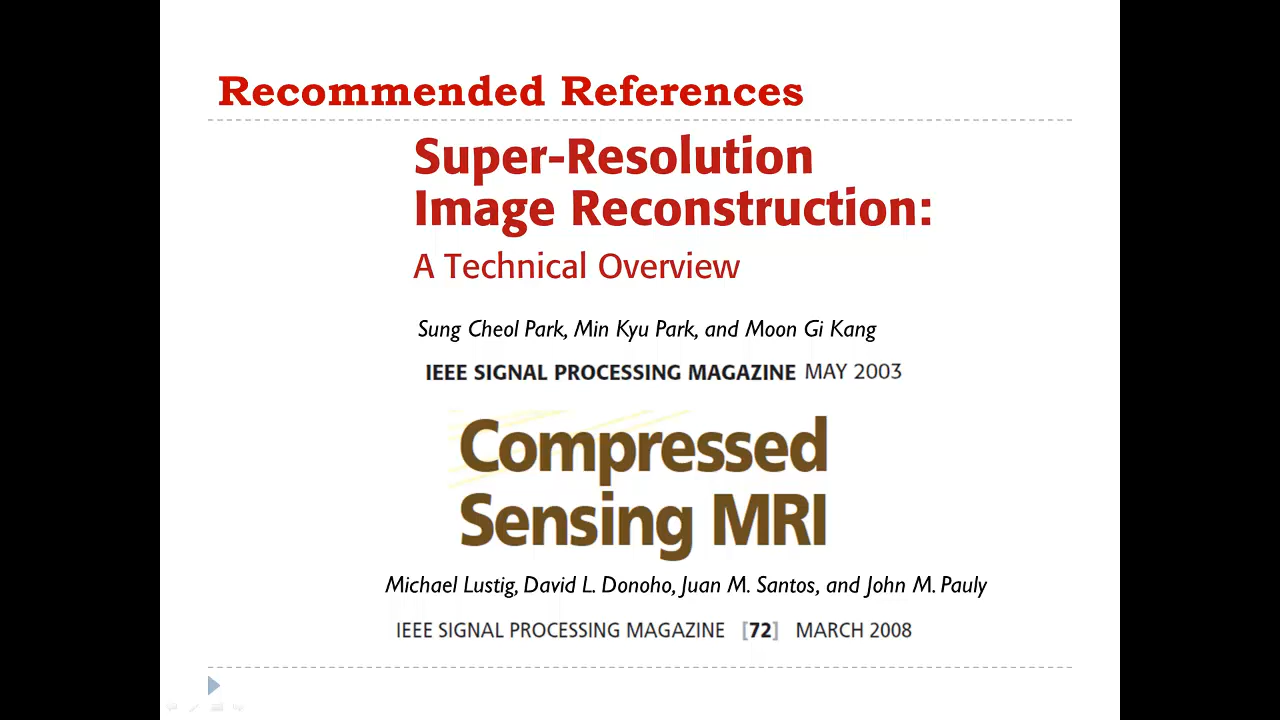 Recommended References
Super-Resolution
Image Reconstruction:
A Technical Overview
Sung Cheol Park, Min Kyu Park, and Moon Gi Kang
IEEE SIGNAL PROCESSING MAGAZINE MAY 2003
Compressed
Sensing MRI
Michael Lustig, David L. Donoho, Juan M. Santos, and John M. Pauly
IEEE SIGNAL PROCESSING MAGAZINE [72] MARCH 2008